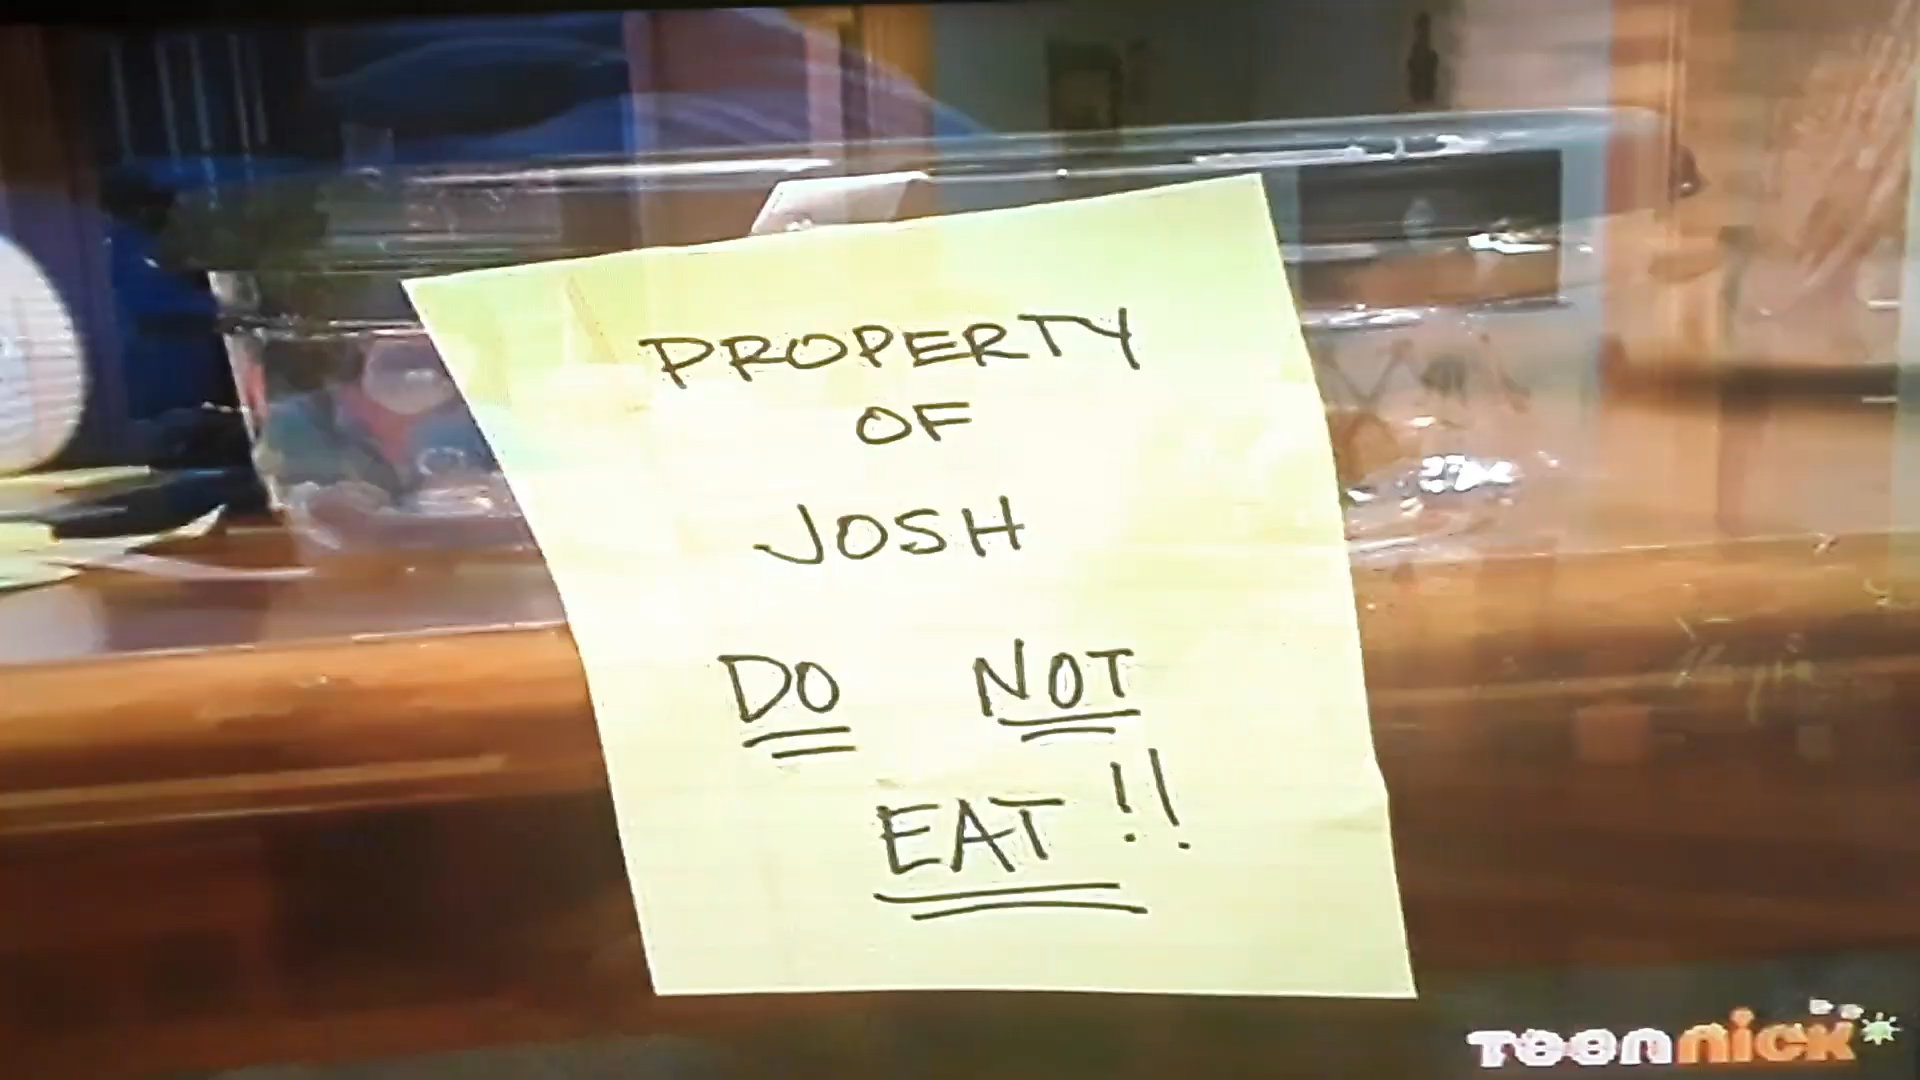 PROPERTY
OF
JOSH
DO NOT
EAT!!
TEENNICK